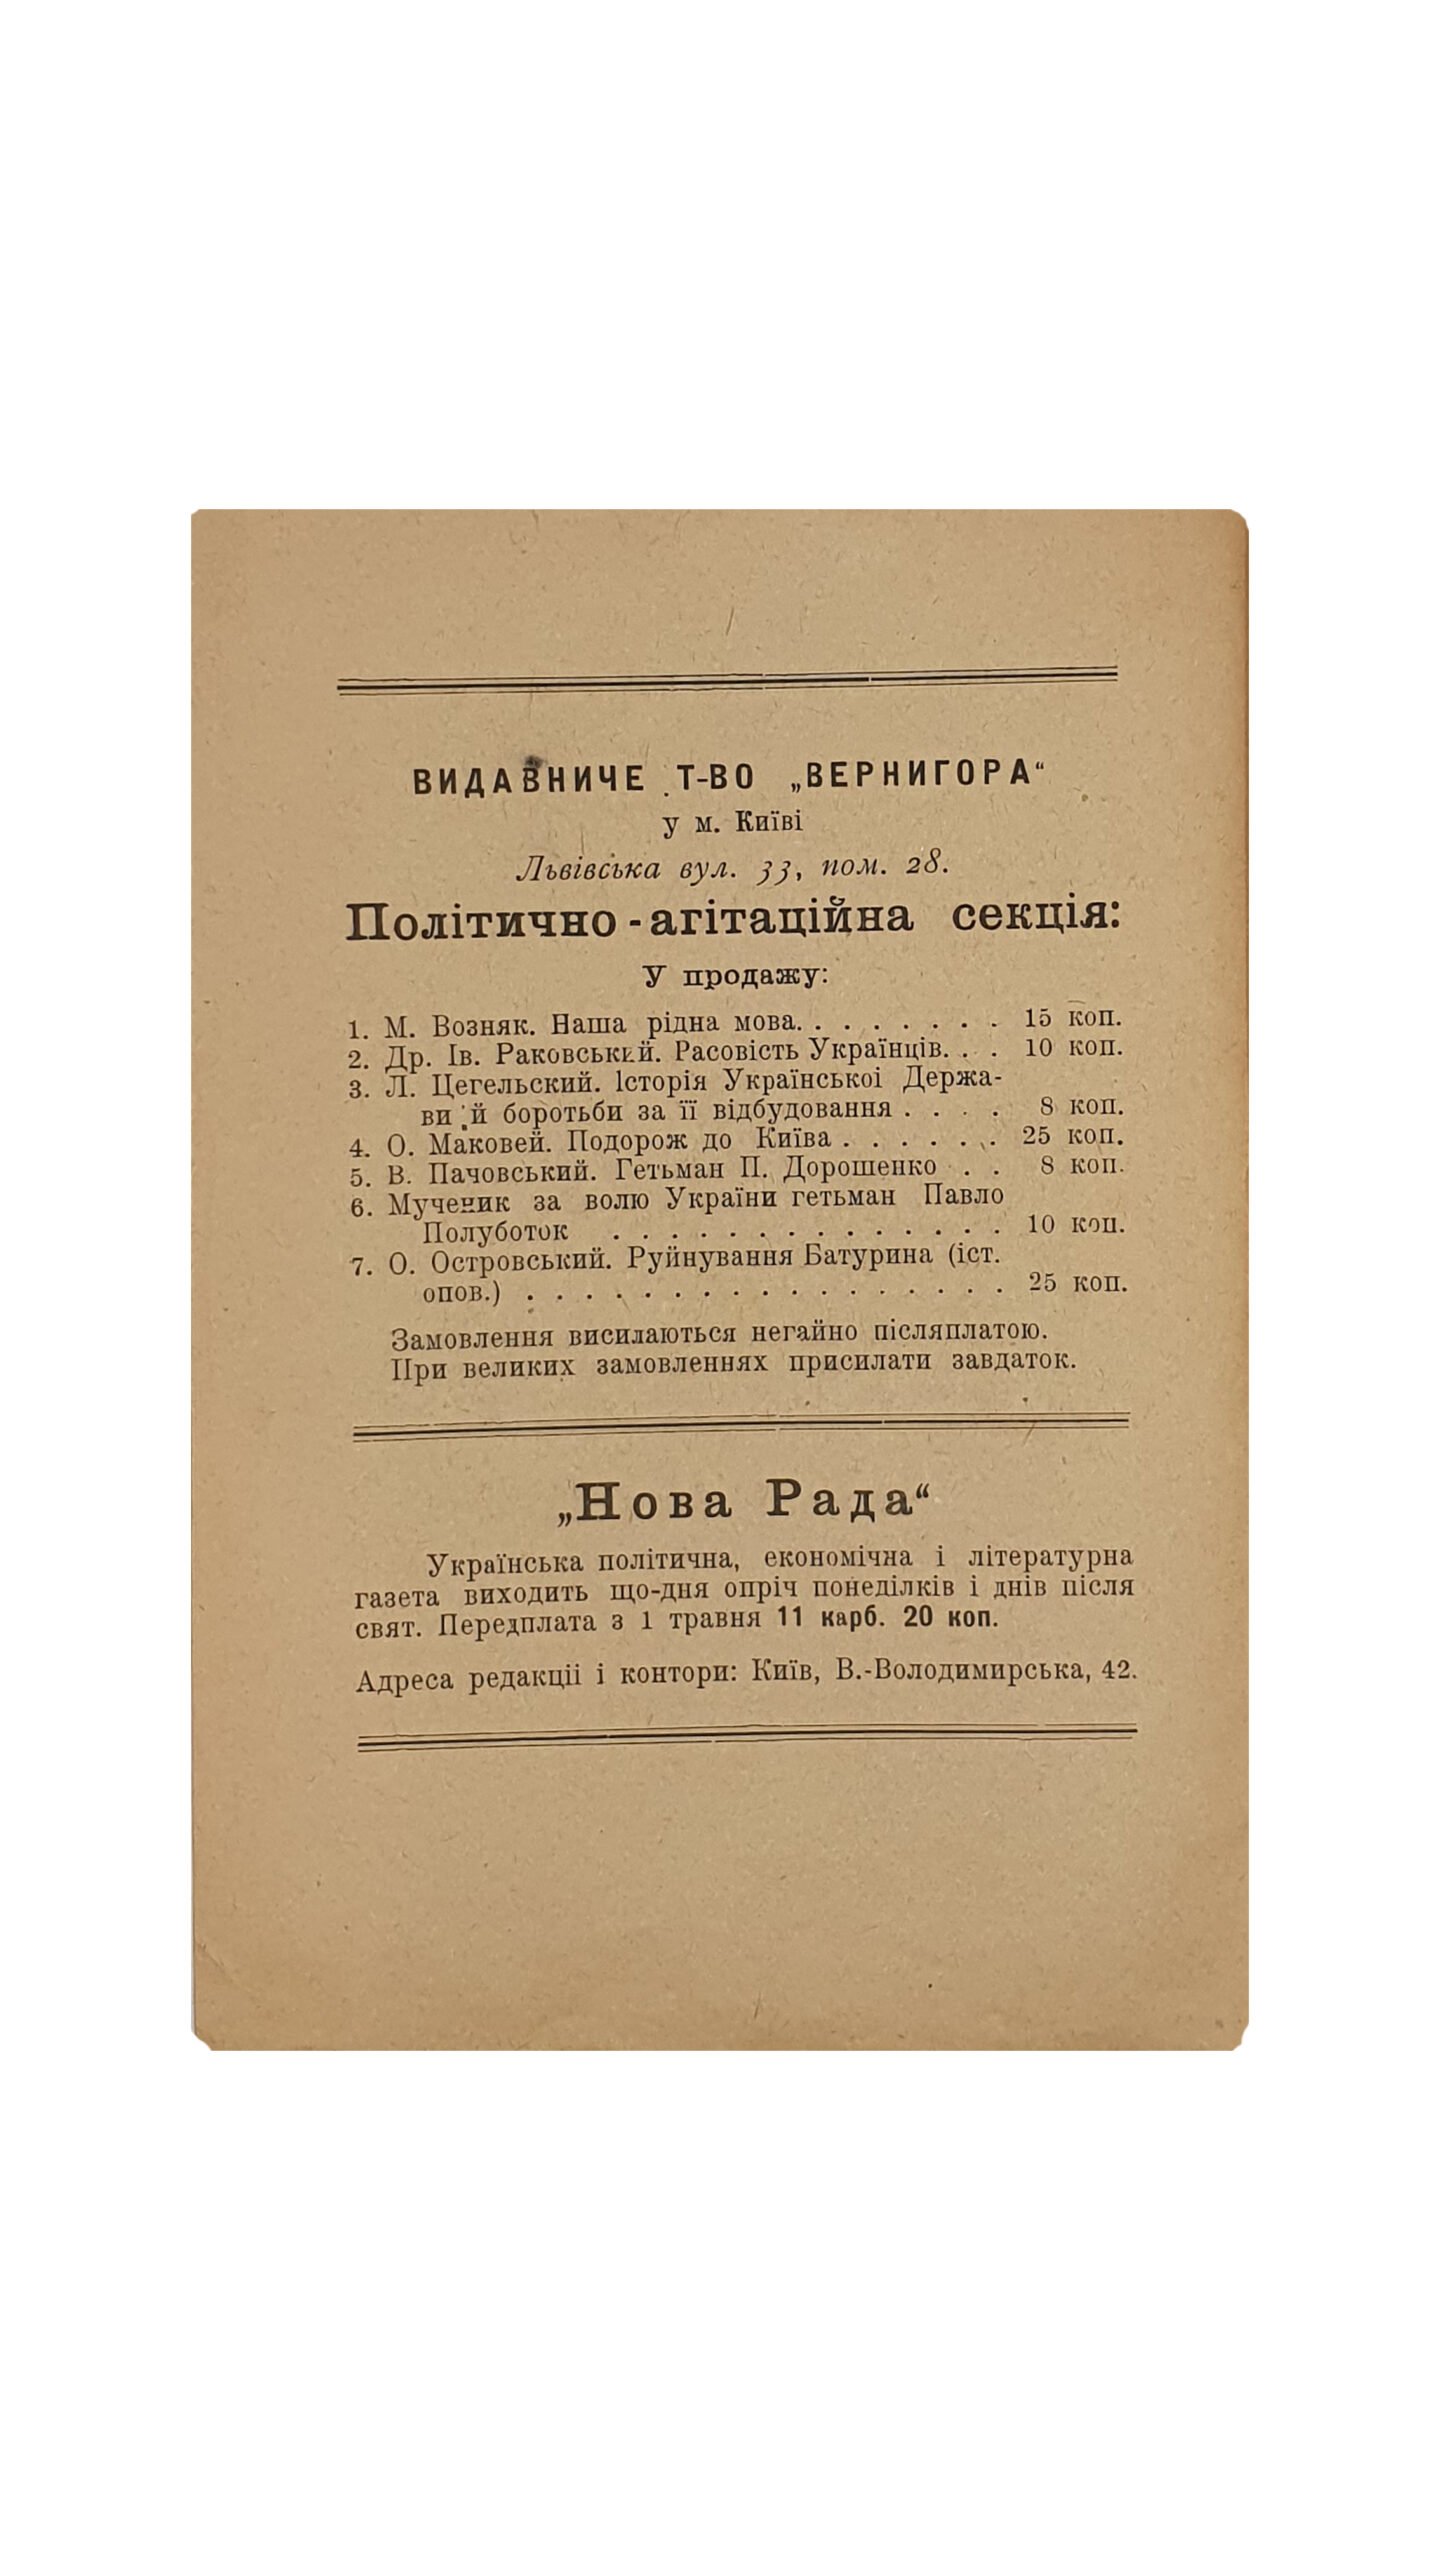 ВИДАВНИЧЕ Т-ВО „ВЕРНИГОРА“
у м. Київі
Львівська вул. 33, пом. 28.
Політично-агітаційна секція:
У продажу:
1. М. Возняк. Наша рідна мова. . . . . . . . 15 коп.
2. Др. Ів. Раковський. Расовість Українців. . . 10 коп.
3. Л. Цегельский. Історія Української Держа-
ви й боротьби за її відбудовання . . . . 8 коп.
4. О. Маковей. Подорож до Київа . . . . . . 25 коп.
5. В. Пачовський. Гетьман П. Дорошенко . . 8 коп.
6. Мученик за волю України гетьман Павло
Полуботок . . . . . . . . . . . . . . 10 коп.
7. О. Островський. Руйнування Батурина (іст.
опов.) . . . . . . . . . . . . . . . . . 25 коп.
Замовлення висилаються негайно післяплатою.
При великих замовленнях присилати завдаток.
„Нова Рада“
Українська політична, економічна і літературна
газета виходить що-дня опріч понеділків і днів після
свят. Передплата з 1 травня 11 карб. 20 коп.
Адреса редакціі і контори: Київ, В.-Володимирська, 42.